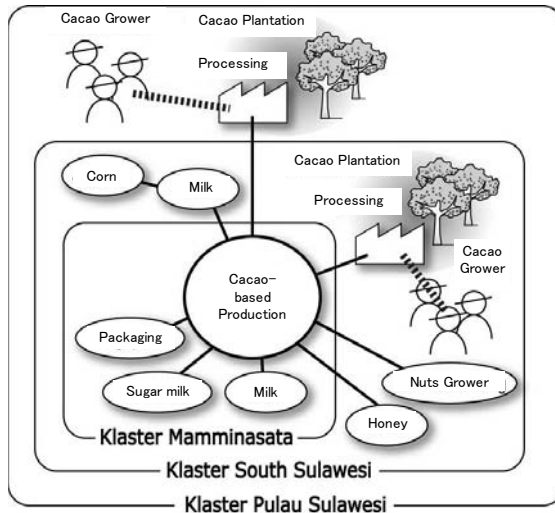 Cacao Grower
Cacao Plantation
Processing
Cacao Plantation
Processing
Cacao
Grower
Corn
Milk
Cacao-
based
Production
Packaging
Sugar milk
Milk
Nuts Grower
Honey
Klaster Mamminasata
Klaster South Sulawesi
Klaster Pulau Sulawesi